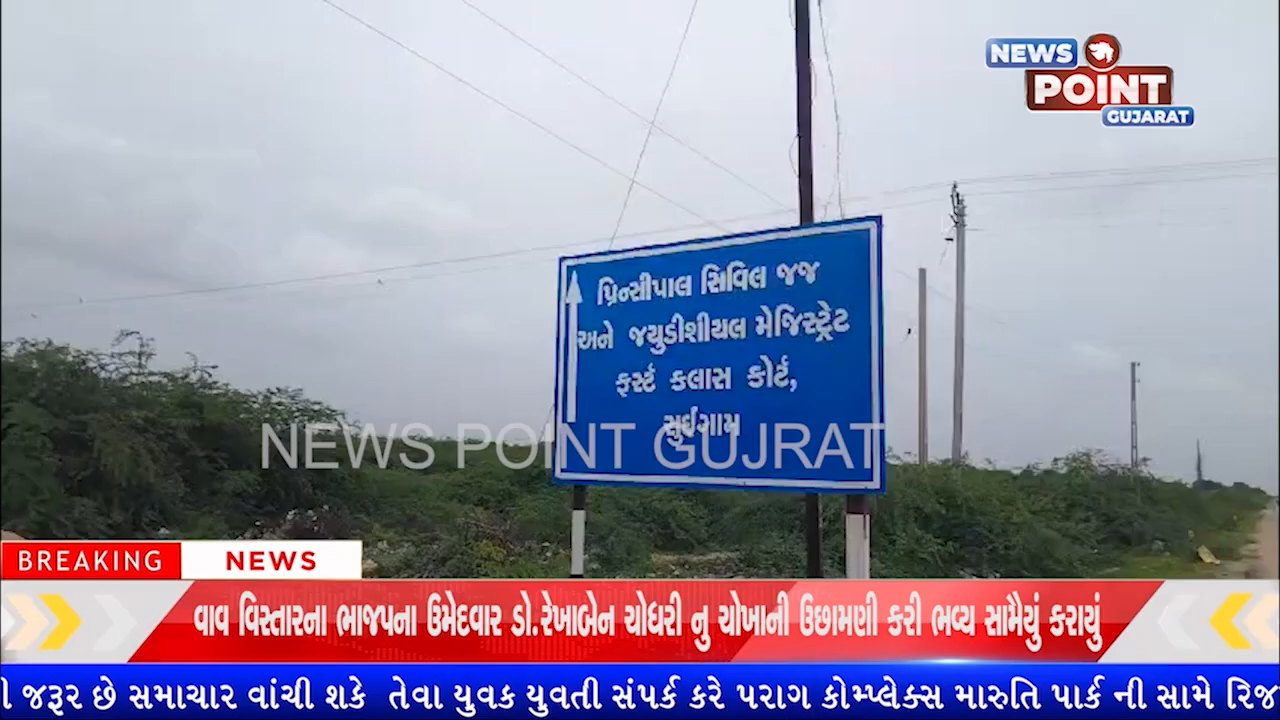 NEWS
POINT
GUJARAT
પ્રિન્સીપાલ સિવિલ જજ
અને જયુડીશીયલ મેજિસ્ટ્રેટ
ફર્સ્ટ કલાસ કોર્ટ,
સુઈગામ
NEWS POINT GUJRAT
BREAKING NEWS
વાવ વિસ્તારના ભાજપના ઉમેદવાર ડો.રેખાબેન ચોધરી નુ ચોખાની ઉછામણી કરી ભવ્ય સામૈયું કરાયું
ી જરૂર છે સમાચાર વાંચી શકે તેવા યુવક યુવતી સંપર્ક કરે પરાગ કોમ્પ્લેક્સ મારુતિ પાર્ક ની સામે રિજ